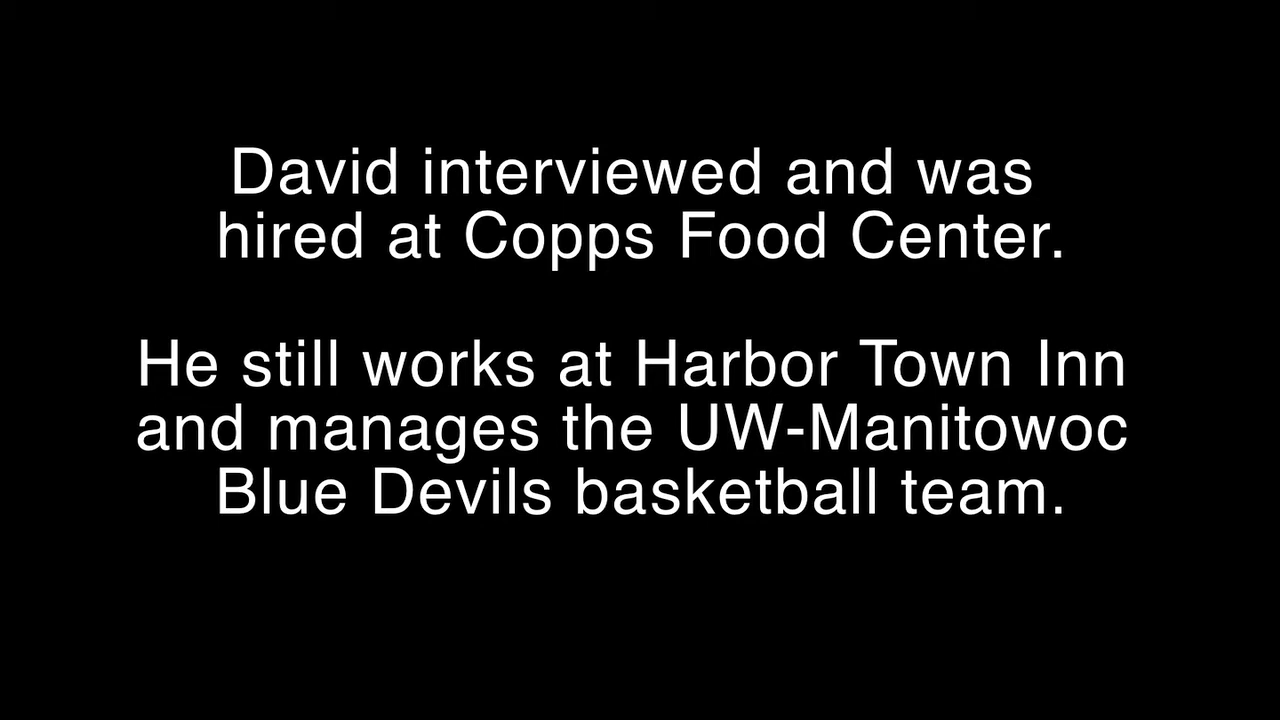 David interviewed and was
hired at Copps Food Center.
He still works at Harbor Town Inn
and manages the UW-Manitowoc
Blue Devils basketball team.